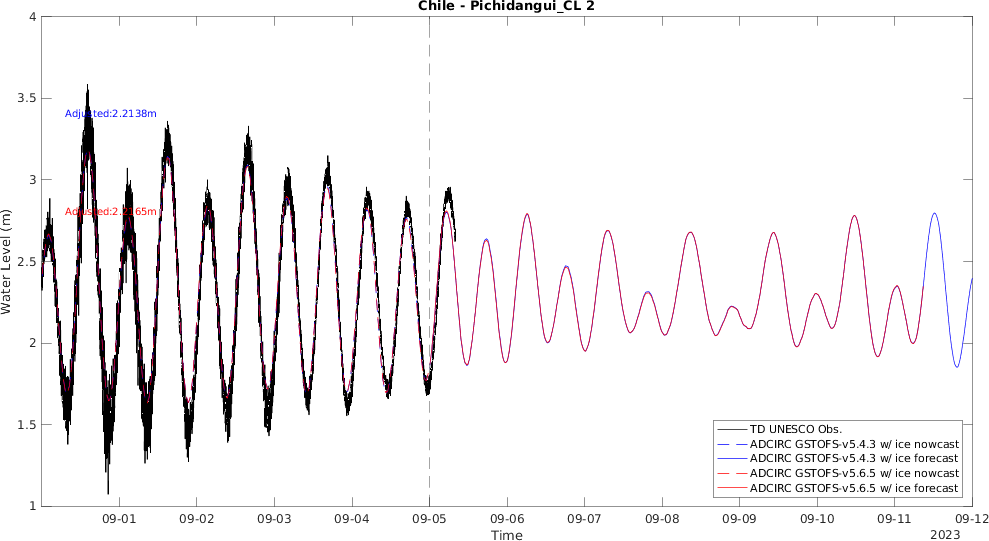 Chile - Pichidangui_CL 2
4
3.5
3
2.5
2
1.5
1
Water Level (m)
Adjusted:2.2138m
Adjusted:2.2165m
TD UNESCO Obs.
ADCIRC GSTOFS-v5.4.3 w/ ice nowcast
ADCIRC GSTOFS-v5.4.3 w/ ice forecast
ADCIRC GSTOFS-v5.6.5 w/ ice nowcast
ADCIRC GSTOFS-v5.6.5 w/ ice forecast
09-01 09-02 09-03 09-04 09-05 09-06 09-07 09-08 09-09 09-10 09-11 09-12
Time
2023